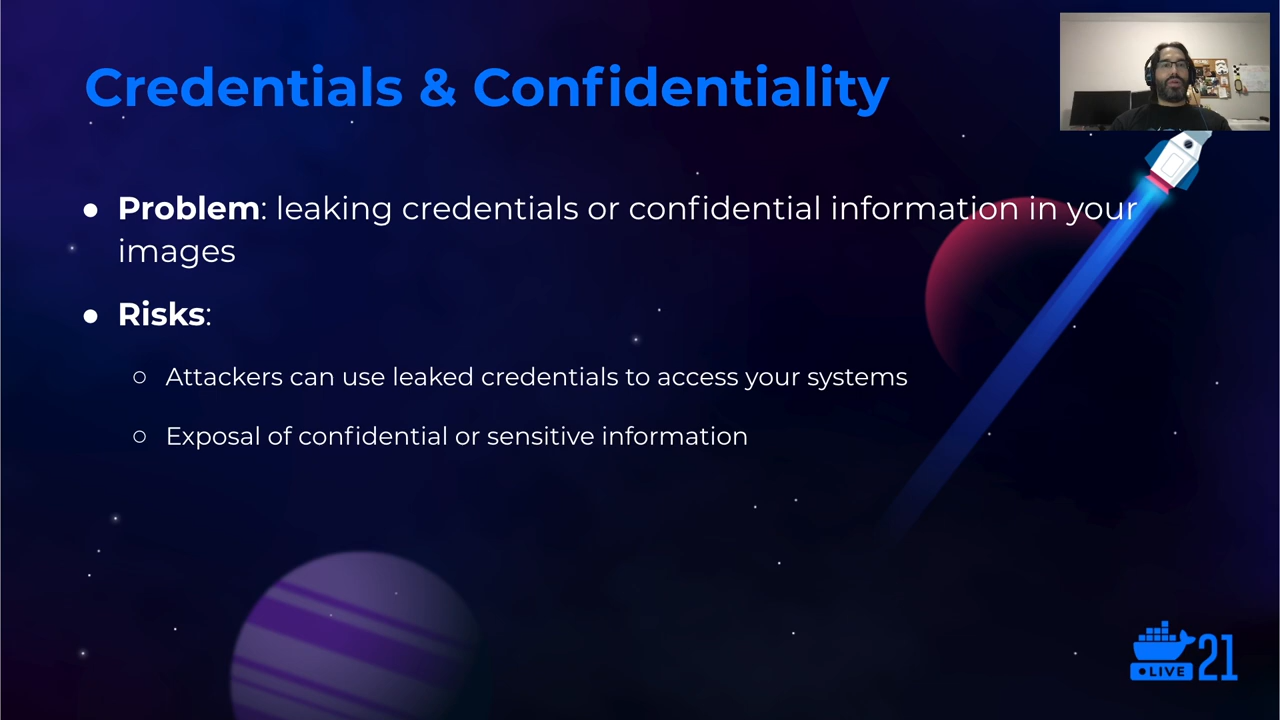 Credentials & Confidentiality
● Problem: leaking credentials or confidential information in your
images
● Risks:
○ Attackers can use leaked credentials to access your systems
○ Exposal of confidential or sensitive information
LIVE 21